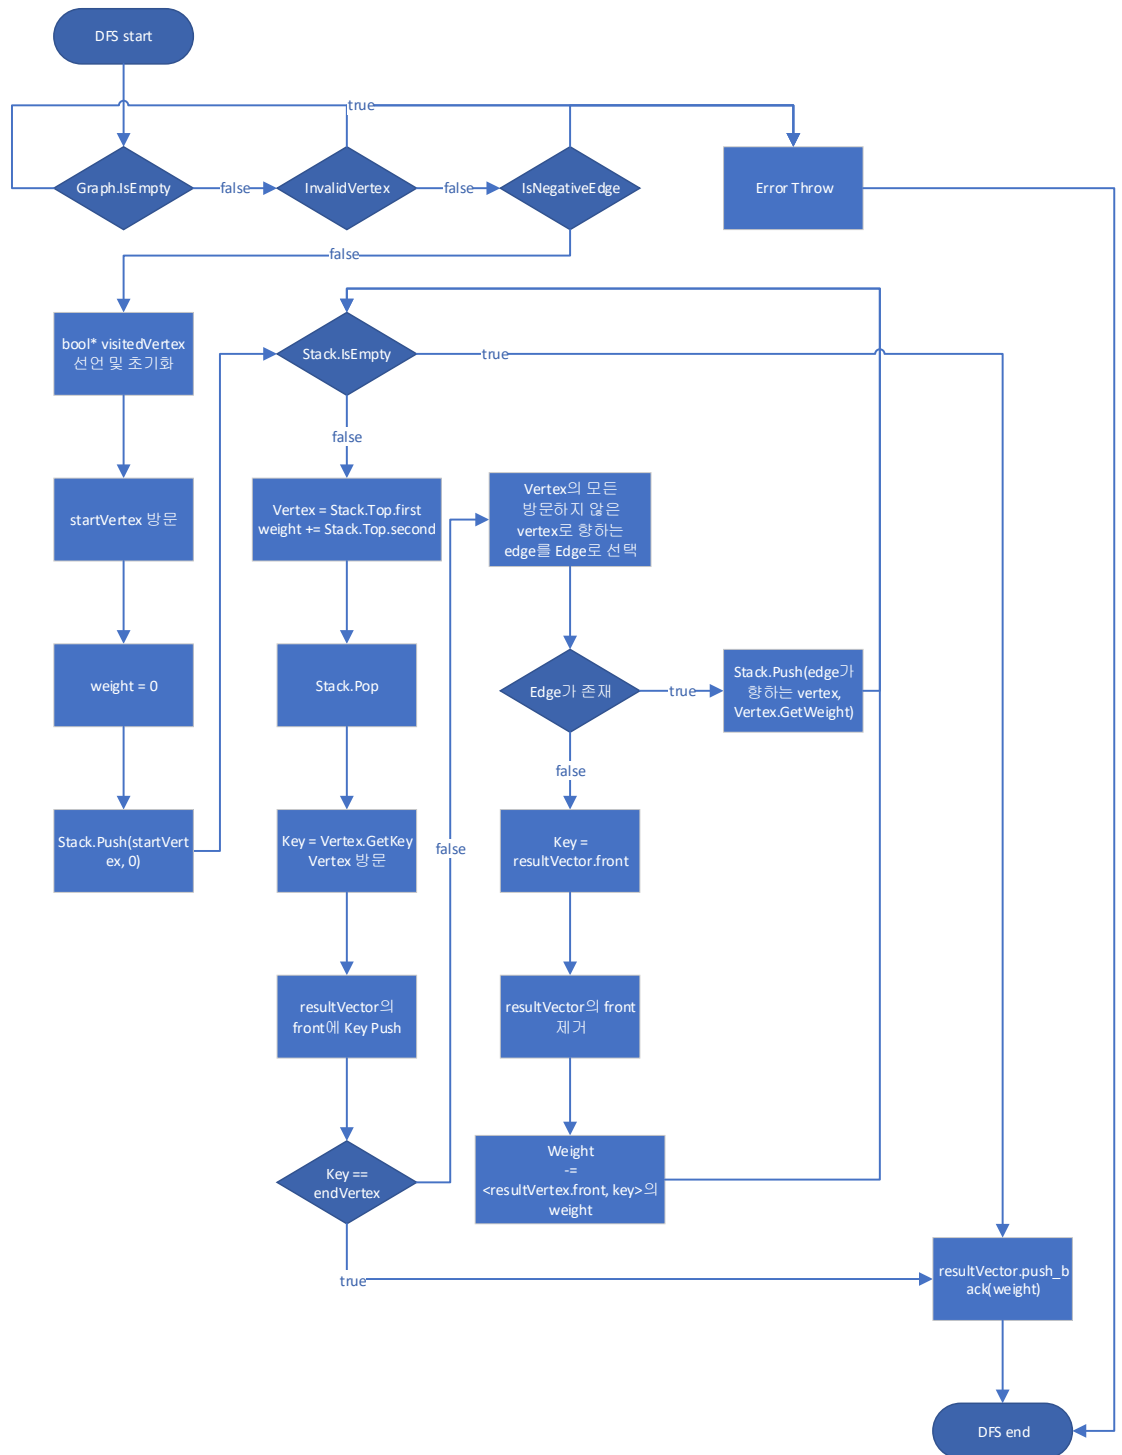 DFS start
true
Graph.IsEmpty
false
InvalidVertex
false
IsNegativeEdge
Error Throw
false
bool* visitedVertex
선언 및 초기화
Stack.IsEmpty
true
false
startVertex 방문
Vertex = Stack.Top.first
weight += Stack.Top.second
Vertex의 모든
방문하지 않은
vertex로 향하는
edge를 Edge로 선택
weight = 0
Stack.Pop
Edge가 존재
true
Stack.Push(edge가
향하는 vertex,
Vertex.GetWeight)
false
Stack.Push(startVert
ex, 0)
Key = Vertex.GetKey
Vertex 방문
false
Key =
resultVector.front
resultVector의
front에 Key Push
resultVector의 front
제거
Key ==
endVertex
Weight
-=
<resultVertex.front, key>의
weight
true
resultVector.push_b
ack(weight)
DFS end